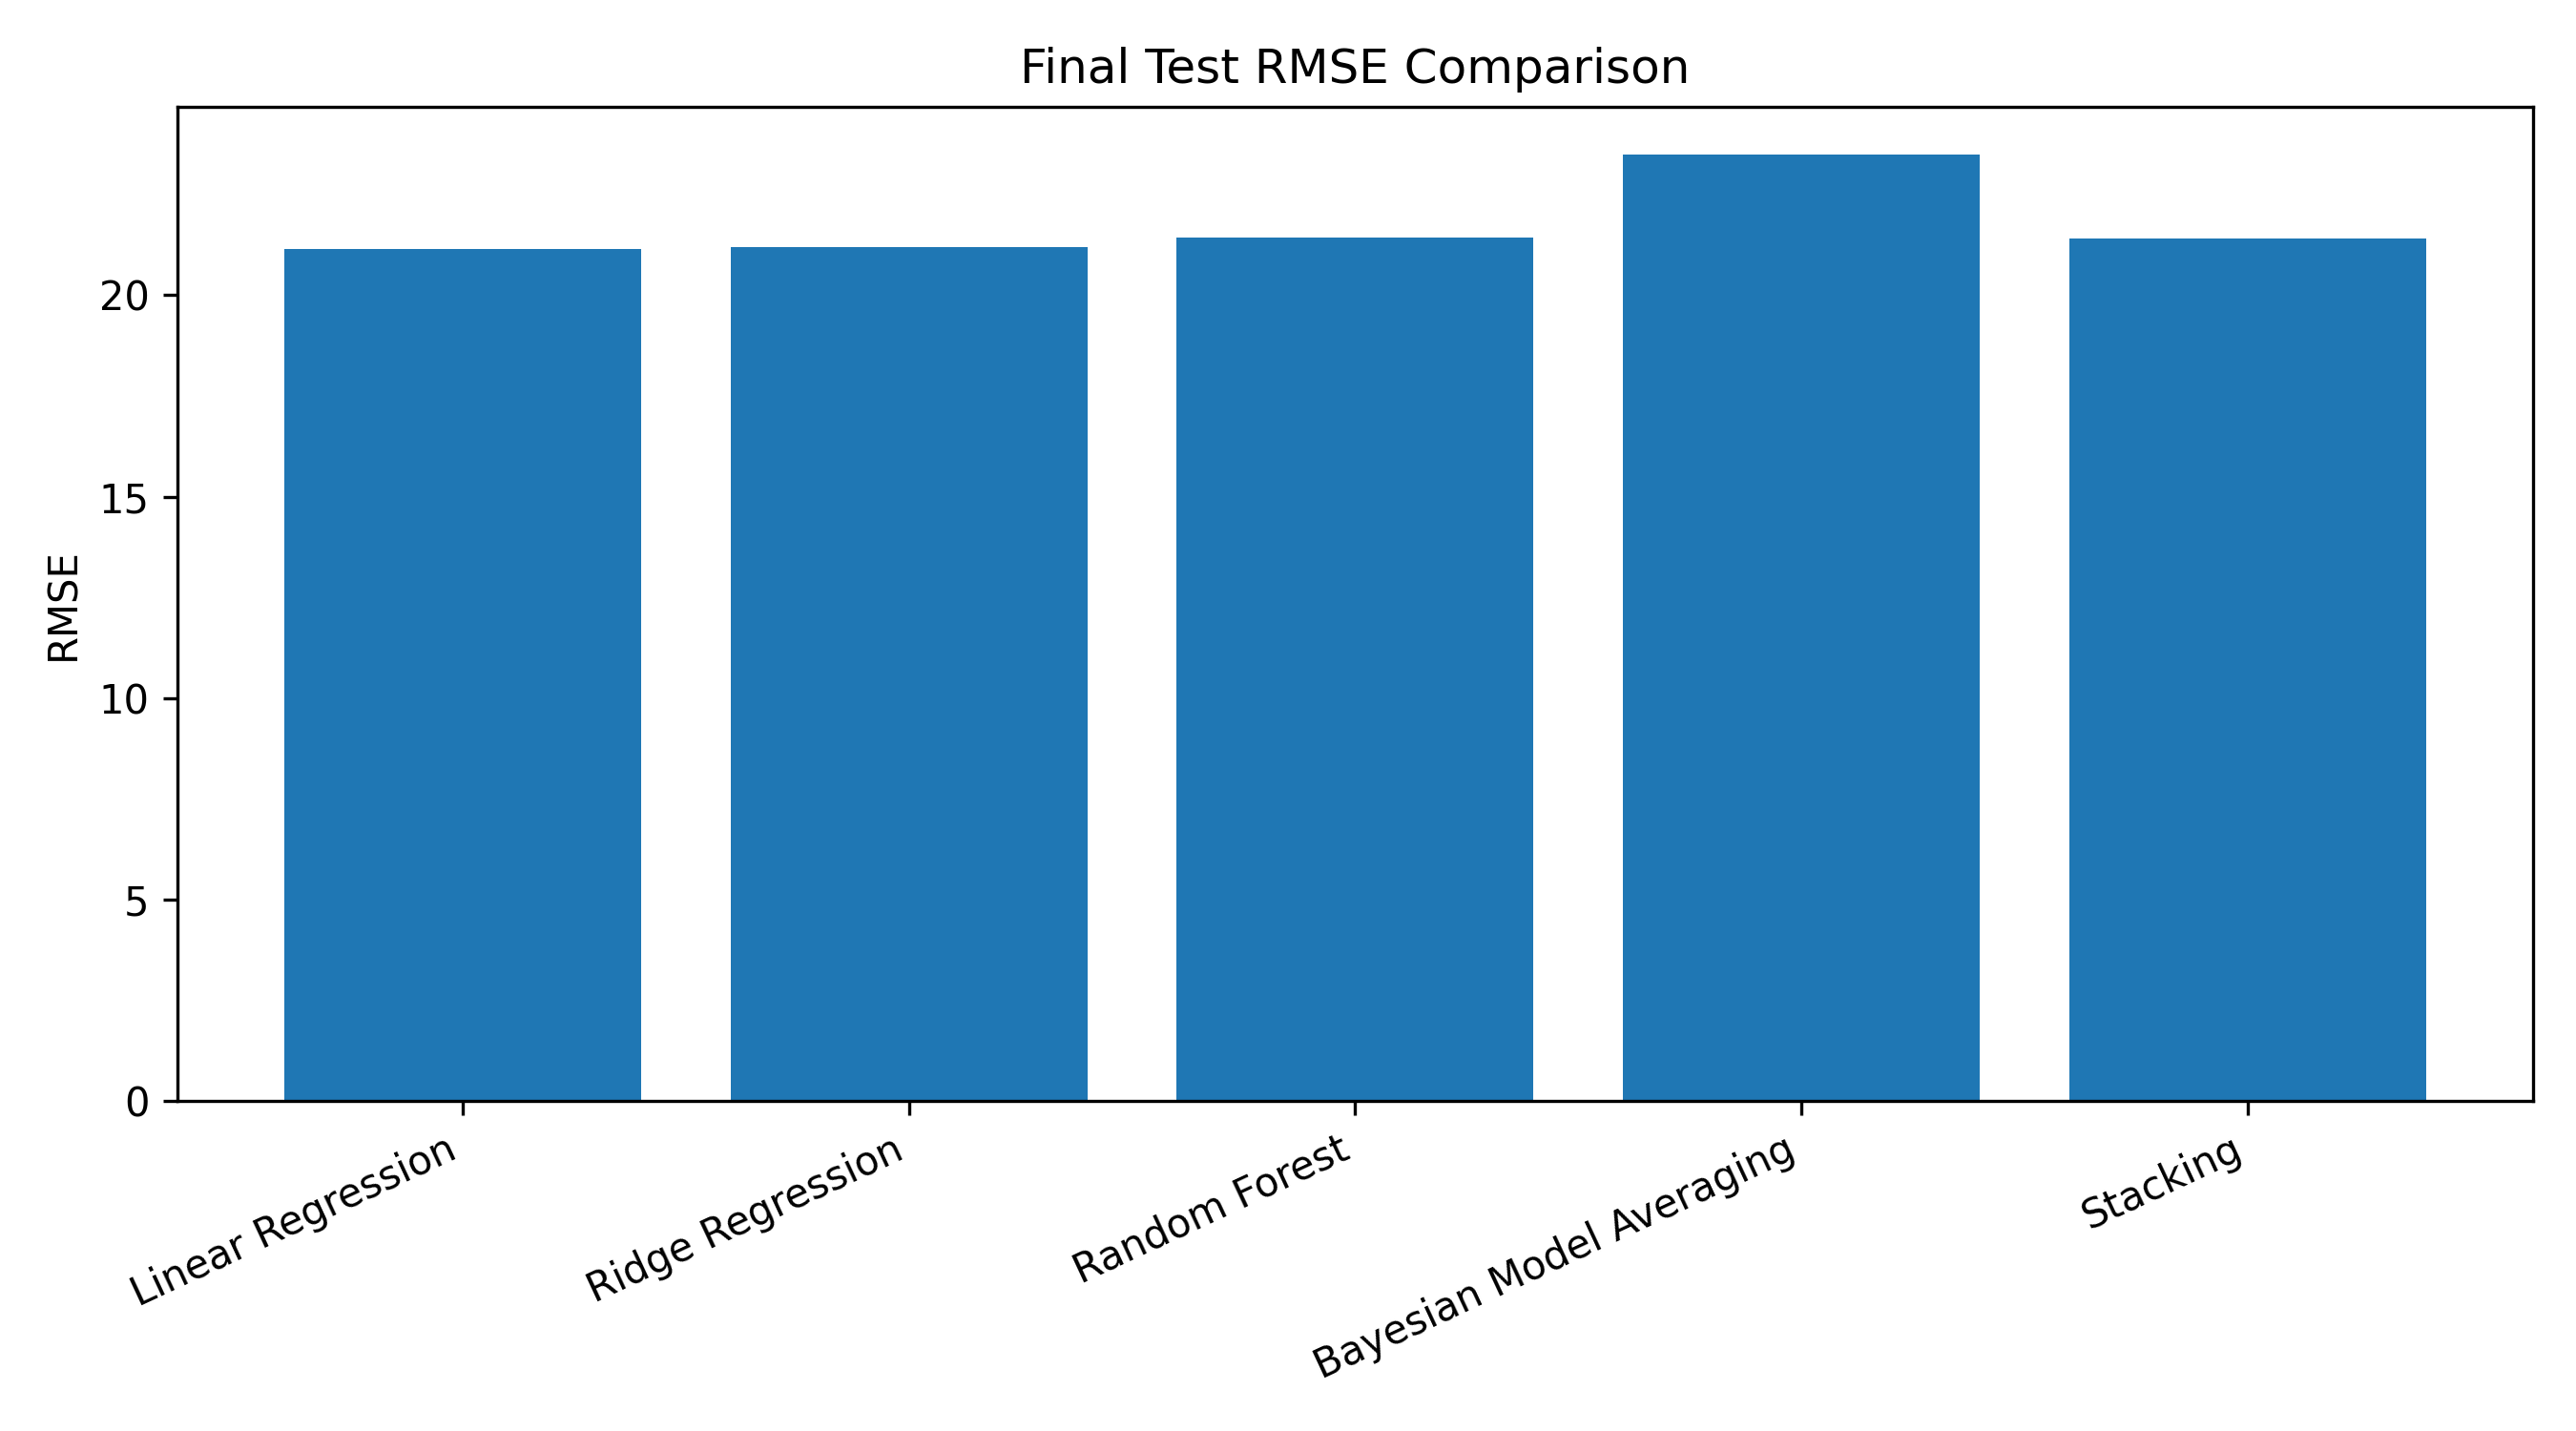 Final Test RMSE Comparison
RMSE
20
15
10
5
0
Linear Regression
Ridge Regression
Random Forest
Bayesian Model Averaging
Stacking